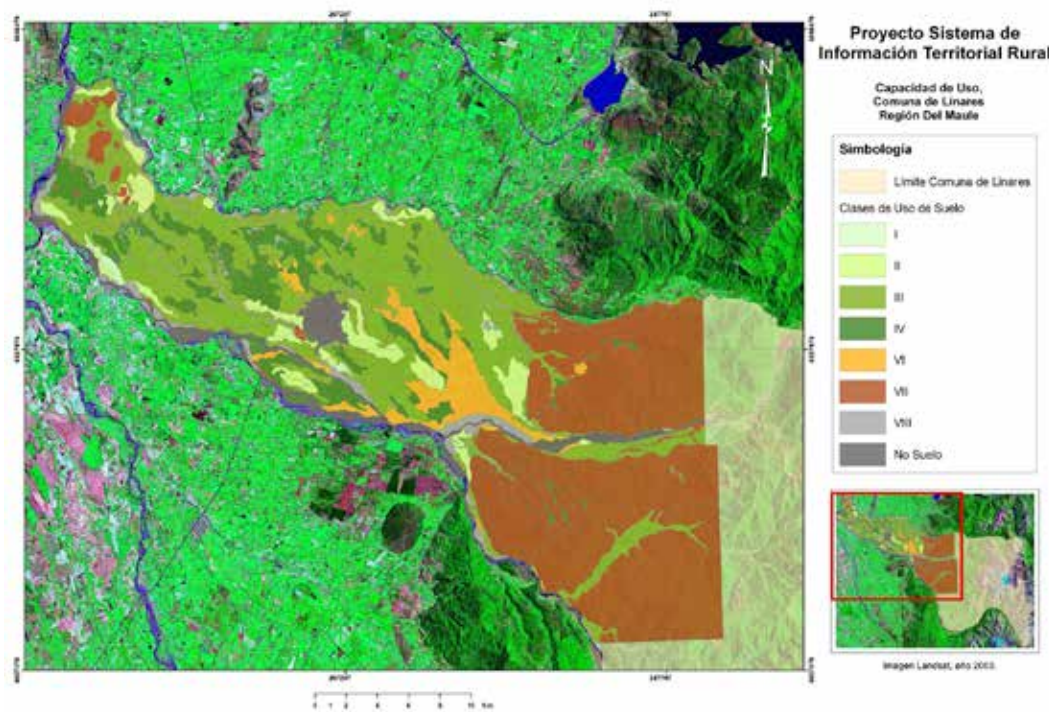 Proyecto Sistema de
Información Territorial Rural
Capacidad de Uso,
Comuna de Linares
Región Del Maule
N
Simbología
Límite Comuna de Linares
Clases de Uso de Suelo
I
II
III
IV
VI
VII
VIII
No Suelo
Imagen Landsat, año 2003.